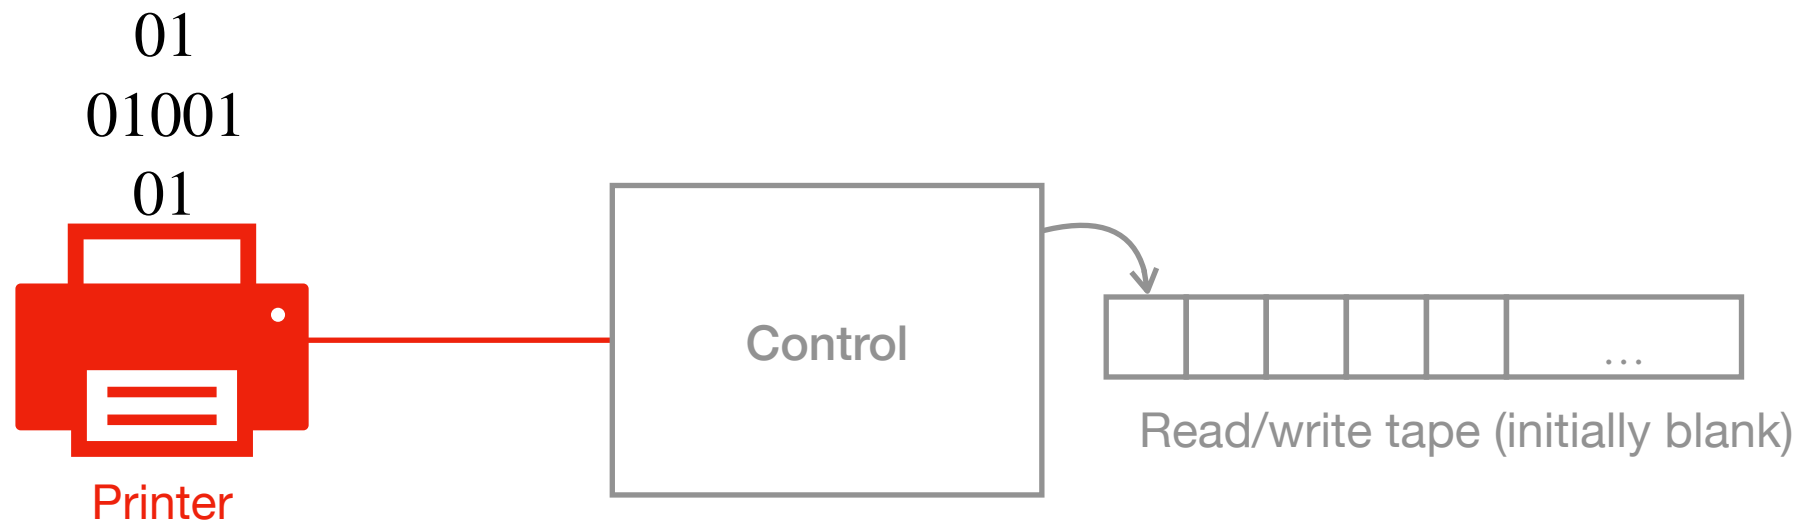 01
01001
01
Control
...
Read/write tape (initially blank)
Printer